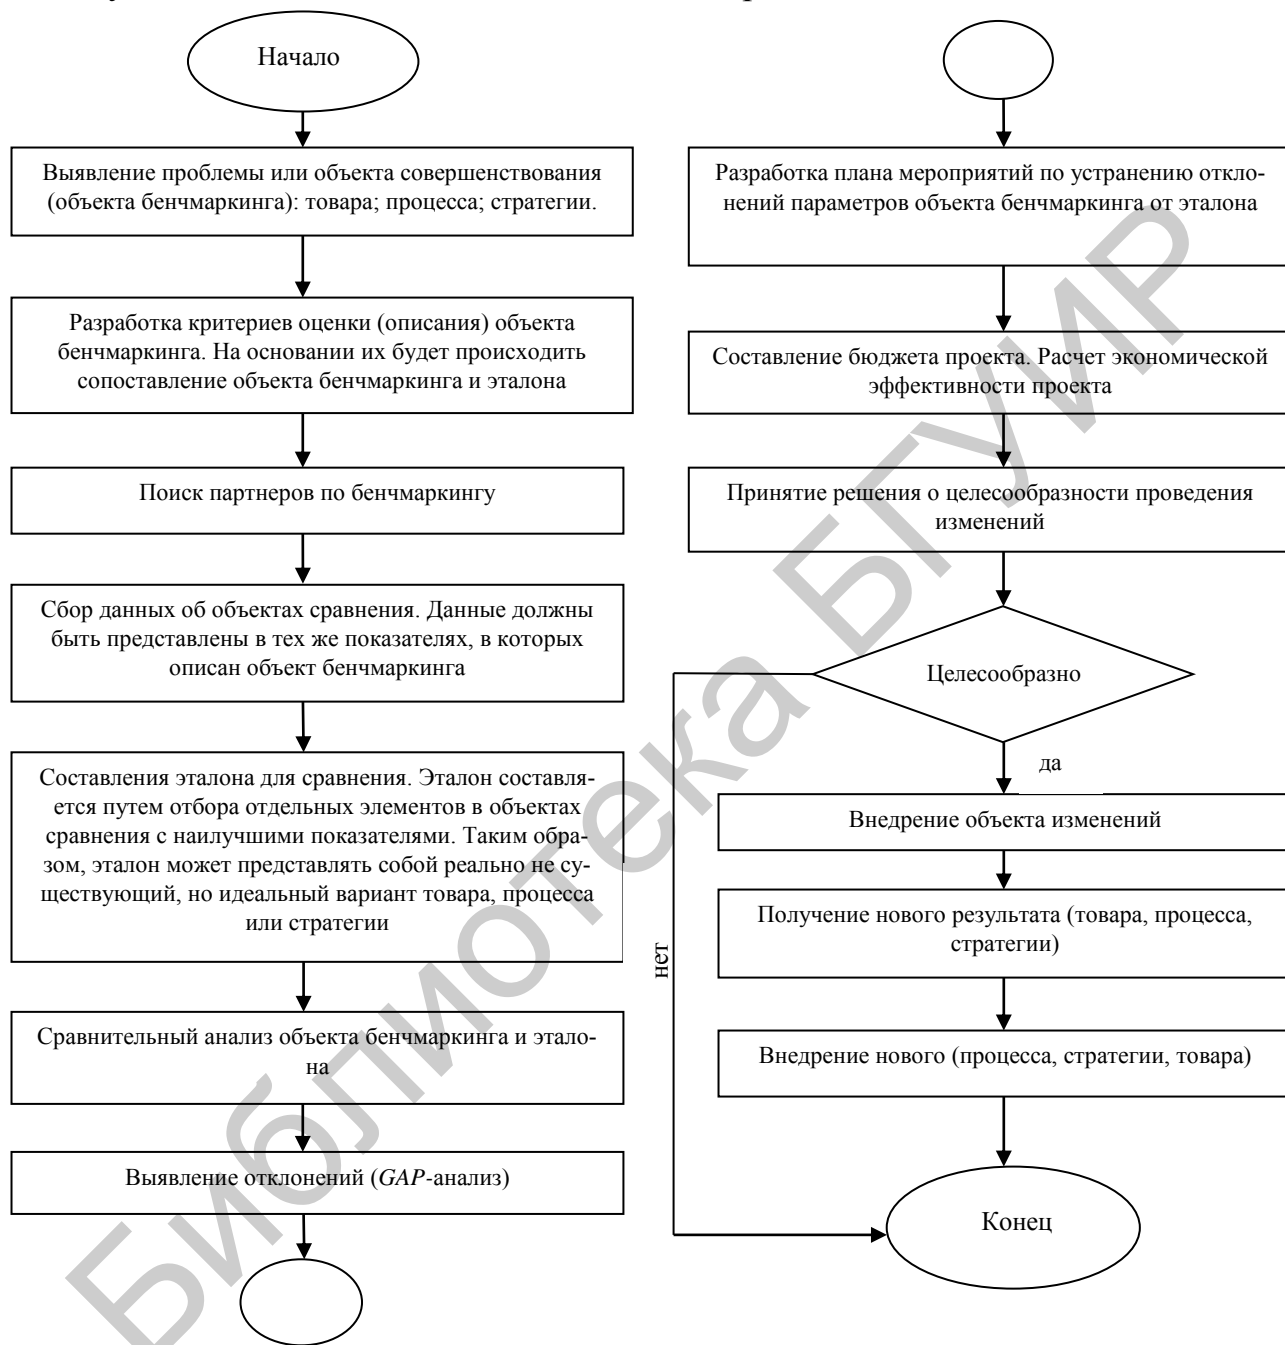 Начало
Выявление проблемы или объекта совершенствования
(объекта бенчмаркинга): товара; процесса; стратегии.
Разработка критериев оценки (описания) объекта
бенчмаркинга. На основании их будет происходить
сопоставление объекта бенчмаркинга и эталона
Поиск партнеров по бенчмаркингу
Сбор данных об объектах сравнения. Данные должны
быть представлены в тех же показателях, в которых
описан объект бенчмаркинга
Составления эталона для сравнения. Эталон составля-
ется путем отбора отдельных элементов в объектах
сравнения с наилучшими показателями. Таким обра-
зом, эталон может представлять собой реально не су-
ществующий, но идеальный вариант товара, процесса
или стратегии
Сравнительный анализ объекта бенчмаркинга и этало-
на
Выявление отклонений (GAP-анализ)
Разработка плана мероприятий по устранению откло-
нений параметров объекта бенчмаркинга от эталона
Составление бюджета проекта. Расчет экономической
эффективности проекта
Принятие решения о целесообразности проведения
изменений
Целесообразно
да
нет
Внедрение объекта изменений
Получение нового результата (товара, процесса,
стратегии)
Внедрение нового (процесса, стратегии, товара)
Конец
Библиотека БГУИР